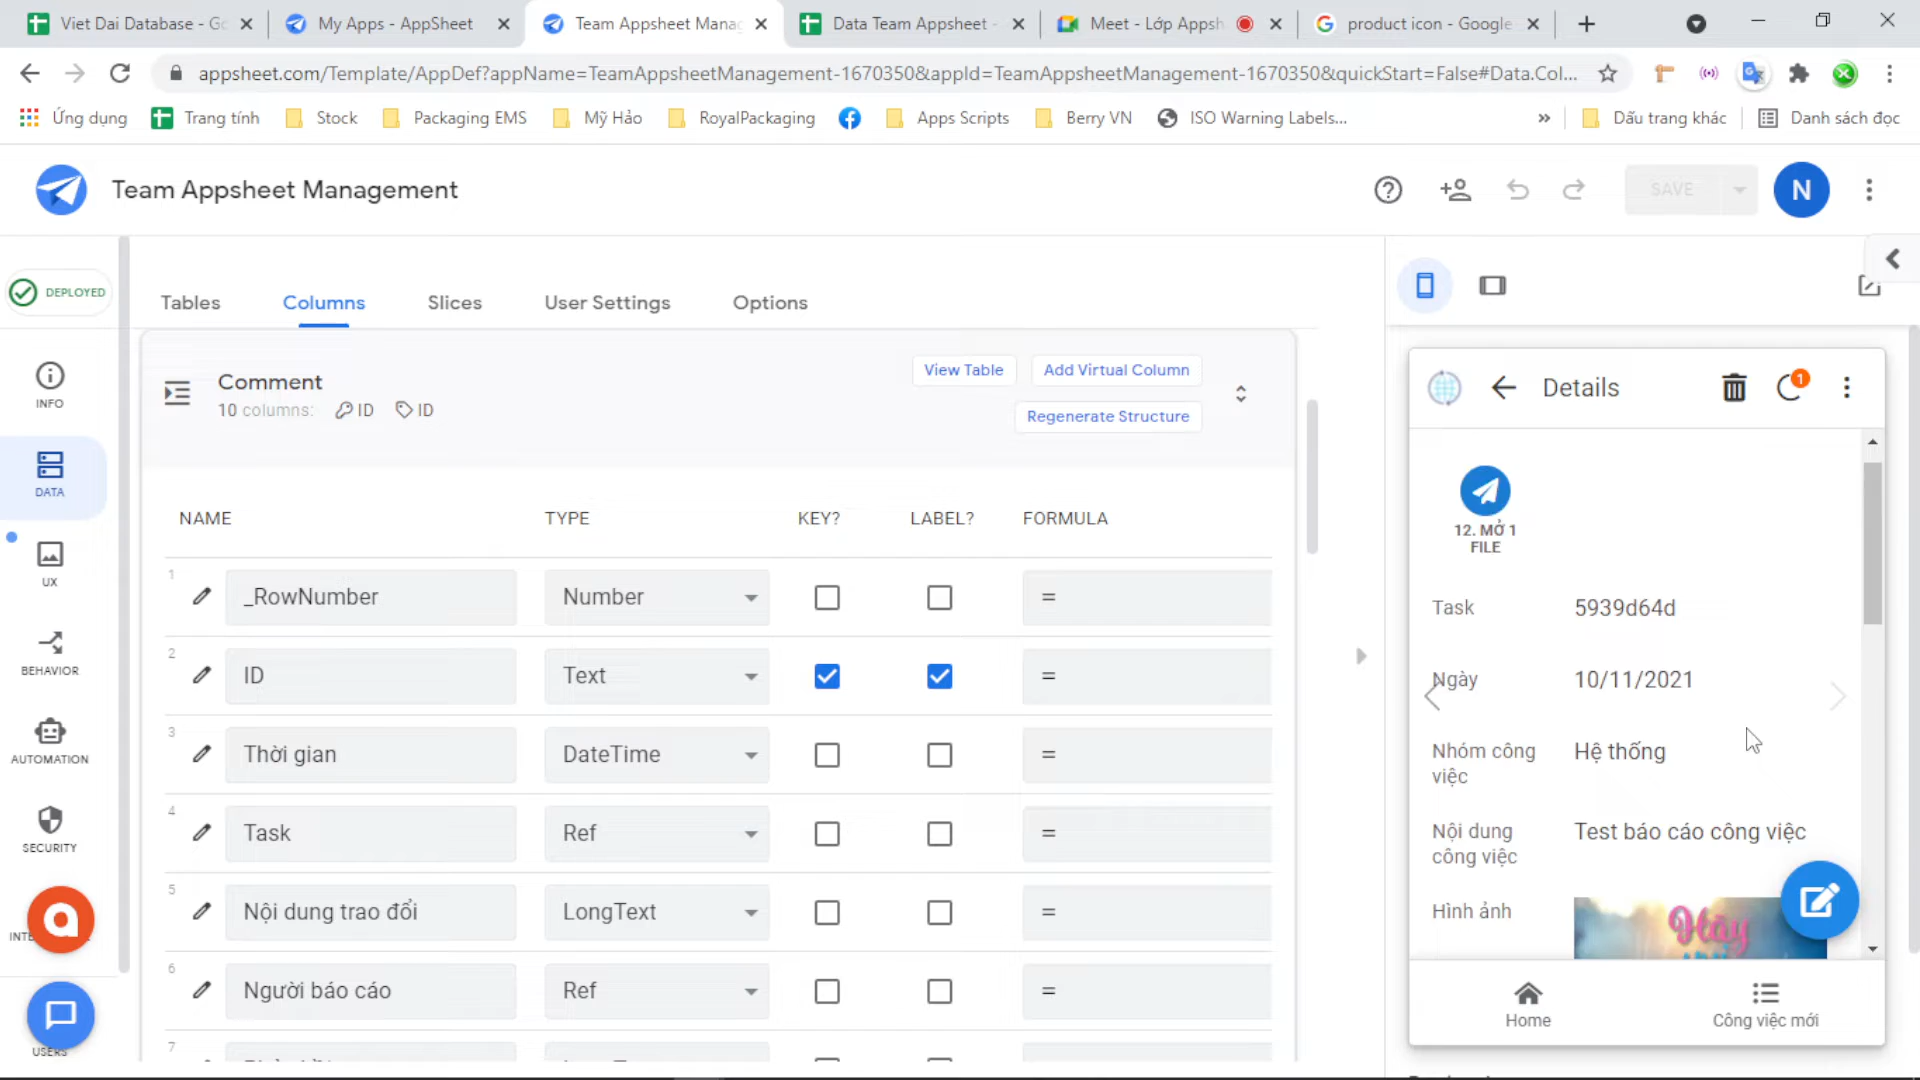 Viet Dai Database - Go
My Apps - AppSheet
Team Appsheet Manag
Data Team Appsheet -
Meet - Lớp Appsh
product icon - Google
appsheet.com/Template/AppDef?appName=TeamAppsheetManagement-1670350&appId=TeamAppsheetManagement-1670350&quickStart=False#Data.Col...
Ứng dụng
Trang tính
Stock
Packaging EMS
Mỹ Hảo
RoyalPackaging
Apps Scripts
Berry VN
ISO Warning Labels...
»
Dấu trang khác
Danh sách đọc
Team Appsheet Management
SAVE
N
DEPLOYED
INFO
DATA
UX
BEHAVIOR
AUTOMATION
SECURITY
INTE
USERS
Tables
Columns
Slices
User Settings
Options
Comment
10 columns: ID ID
View Table
Add Virtual Column
Regenerate Structure
NAME TYPE KEY? LABEL? FORMULA
1 _RowNumber Number =
2 ID Text =
3 Thời gian DateTime =
4 Task Ref =
5 Nội dung trao đổi LongText =
6 Người báo cáo Ref =
7
Details
1
12. MỞ 1
FILE
Task 5939d64d
Ngày 10/11/2021
Nhóm công
việc
Hệ thống
Nội dung
công việc
Test báo cáo công việc
Hình ảnh
Hãy
Home
Công việc mới